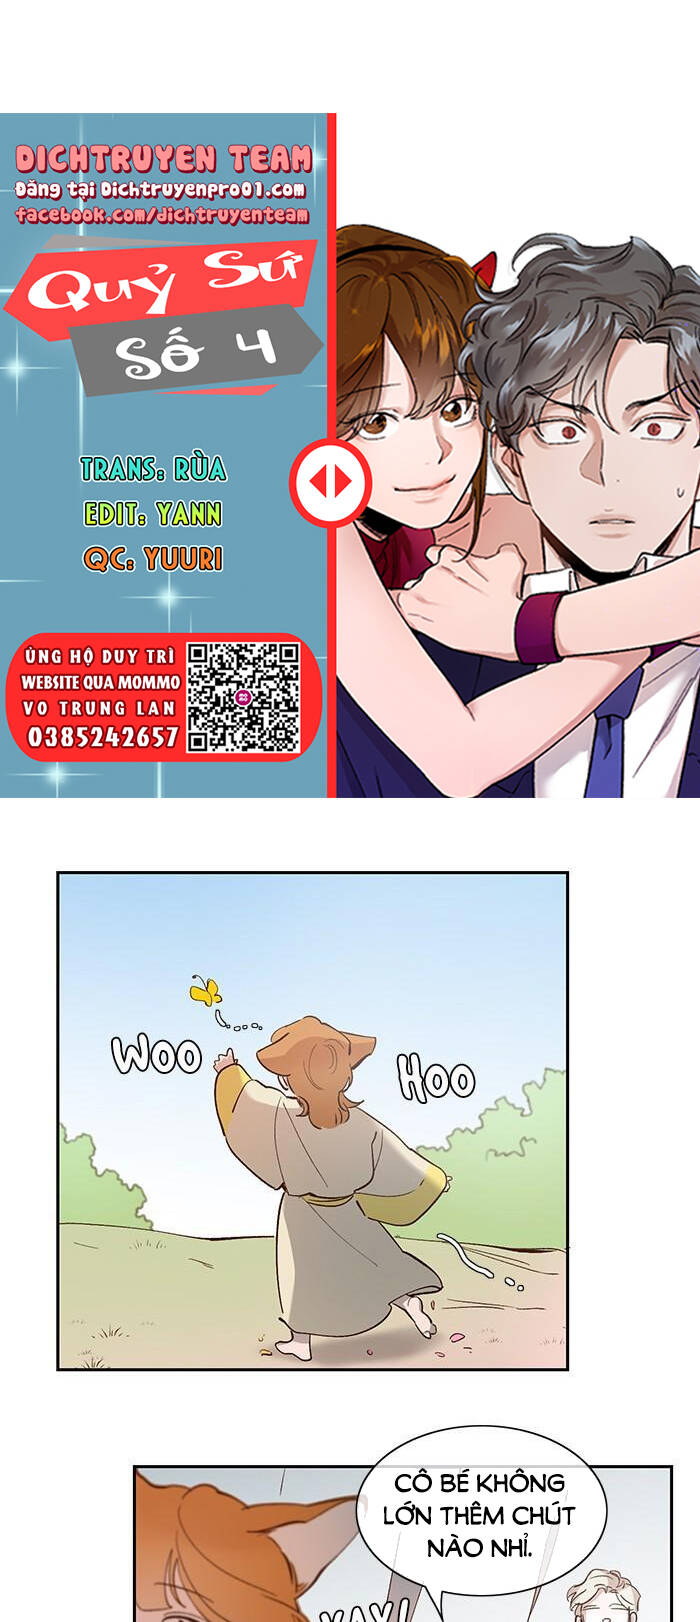 DICHTRUYEN TEAM
Đăng tại Dichtruyenpro01.com
facebook.com/dichtruyenteam
Quỷ Sứ
Số 4
TRANS: RÙA
EDIT: YANN
QC: YUURI
ỦNG HỘ DUY TRÌ
WEBSITE QUA MOMMO
VO TRUNG LAN
0385242657
WOO
HOO
CÔ BÉ KHÔNG
LỚN THÊM CHÚT
NÀO NHỈ.
YAY!